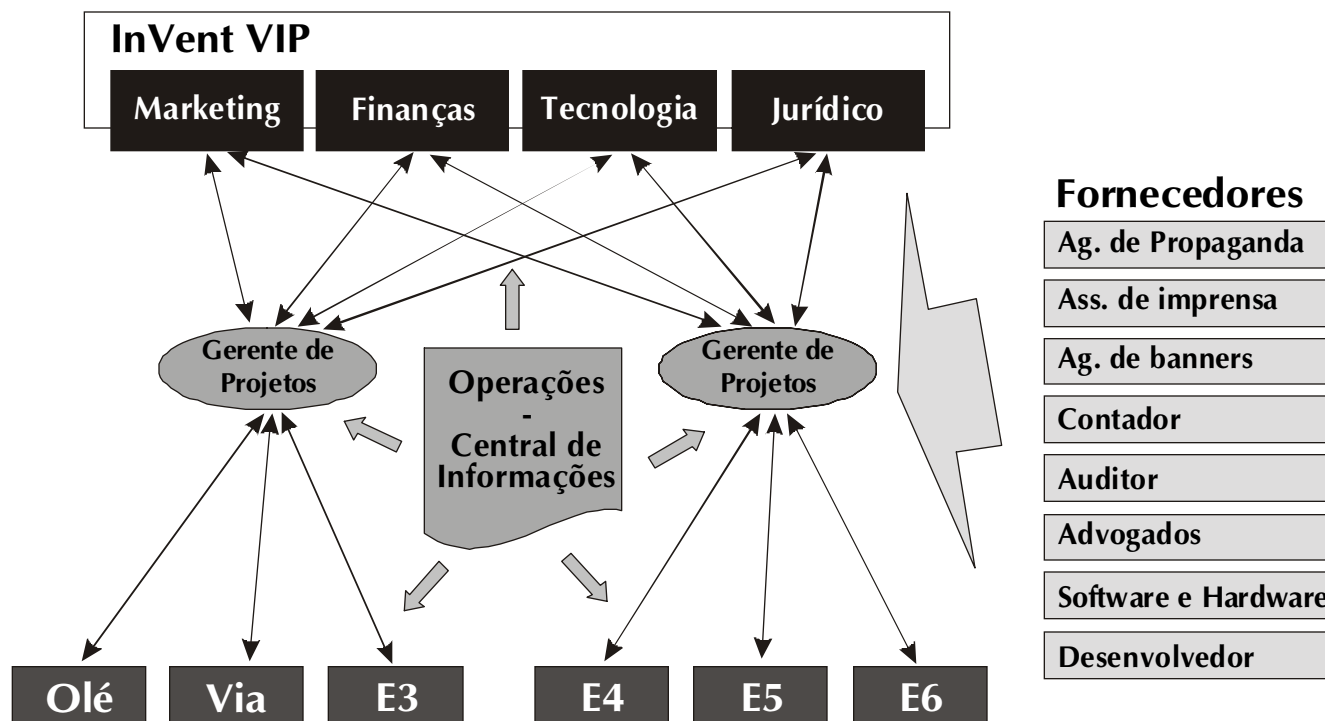 InVent VIP
Marketing
Finanças
Tecnologia
Jurídico
Gerente de
Projetos
Operações
-
Central de
Informações
Gerente de
Projetos
Olé
Via
E3
E4
E5
E6
Fornecedores
Ag. de Propaganda
Ass. de imprensa
Ag. de banners
Contador
Auditor
Advogados
Software e Hardware
Desenvolvedor